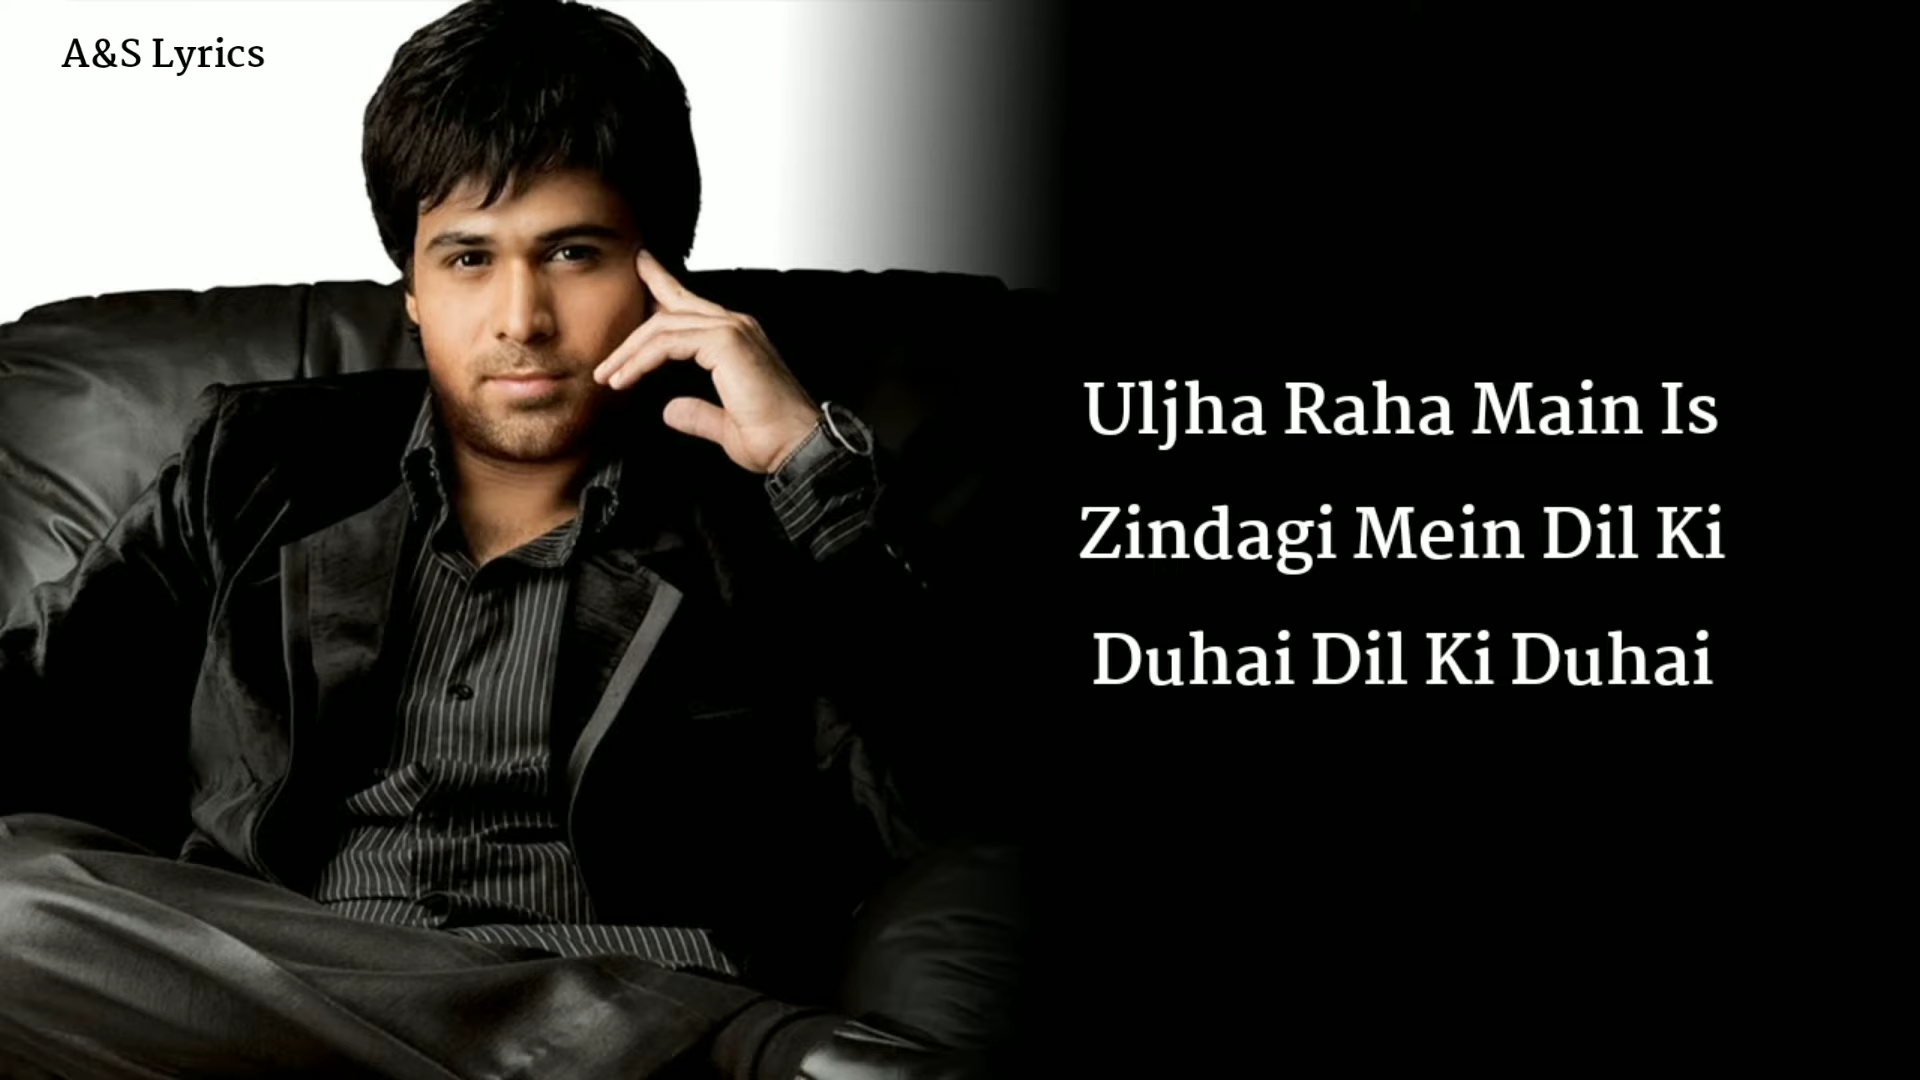 A&S Lyrics
Uljha Raha Main Is
Zindagi Mein Dil Ki
Duhai Dil Ki Duhai